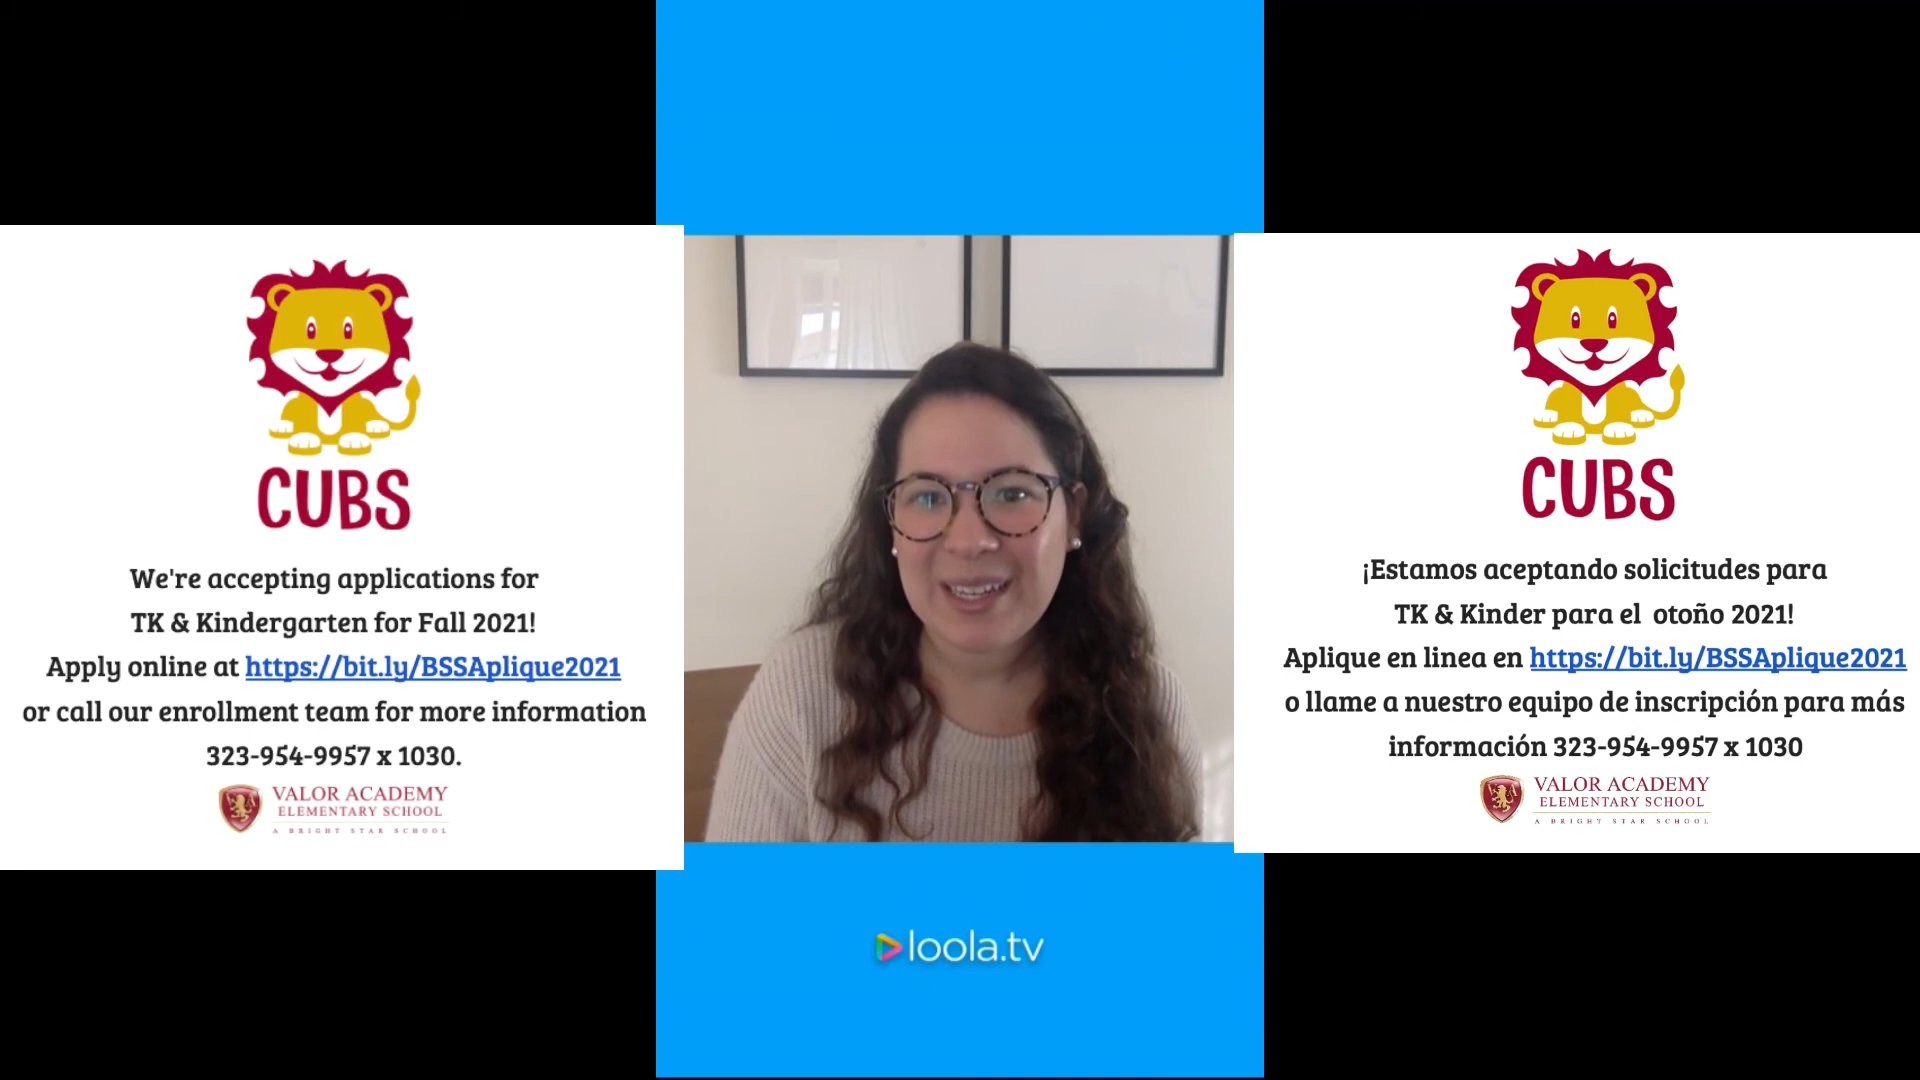 CUBS
We're accepting applications for
TK & Kindergarten for Fall 2021!
Apply online at https://bit.ly/BSSAplique2021
or call our enrollment team for more information
323-954-9957 x 1030.
VALOR ACADEMY
ELEMENTARY SCHOOL
A BRIGHT STAR SCHOOL
loola.tv
CUBS
¡Estamos aceptando solicitudes para
TK & Kinder para el otoño 2021!
Aplique en linea en https://bit.ly/BSSAplique2021
o llame a nuestro equipo de inscripción para más
información 323-954-9957 x 1030
VALOR ACADEMY
ELEMENTARY SCHOOL
A BRIGHT STAR SCHOOL